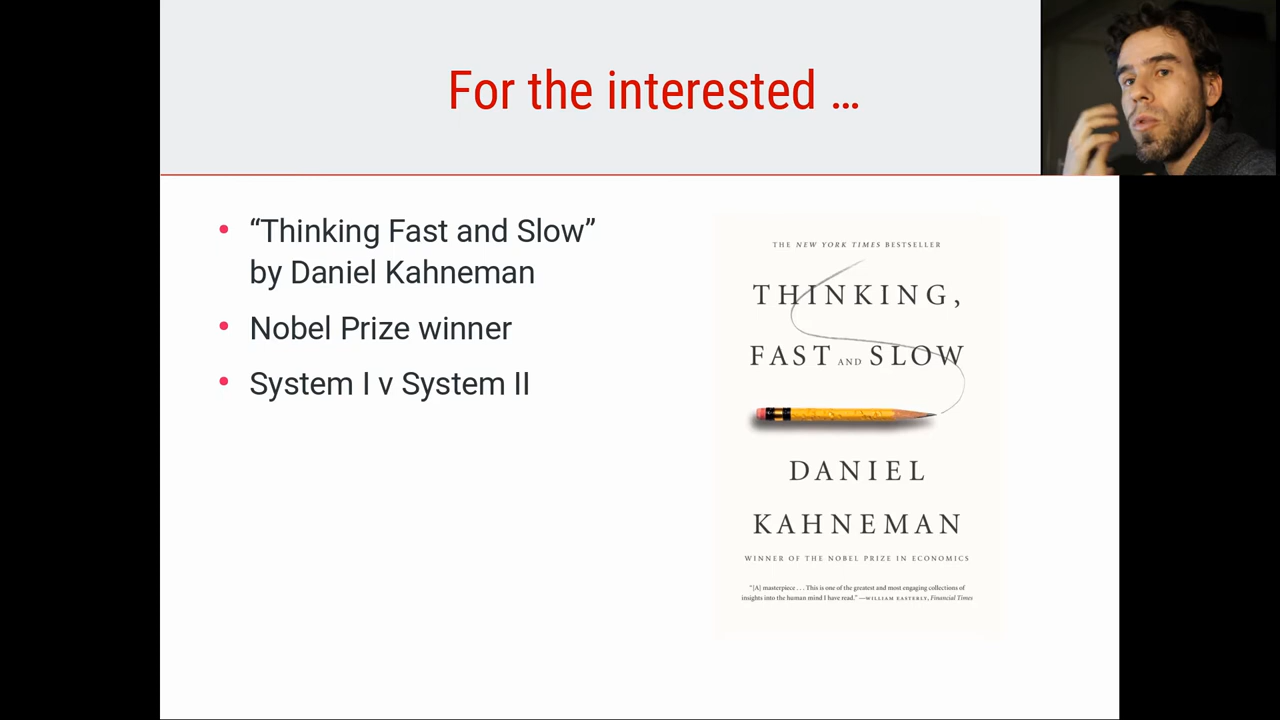 For the interested ...
“Thinking Fast and Slow”
by Daniel Kahneman
Nobel Prize winner
System I v System II
THE NEW YORK TIMES BESTSELLER
THINKING,
FAST AND SLOW
DANIEL
KAHNEMAN
WINNER OF THE NOBEL PRIZE IN ECONOMICS
"[A] masterpiece . . . This is one of the greatest and most engaging collections of
insights into the human mind I have read." —WILLIAM EASTERLY, Financial Times